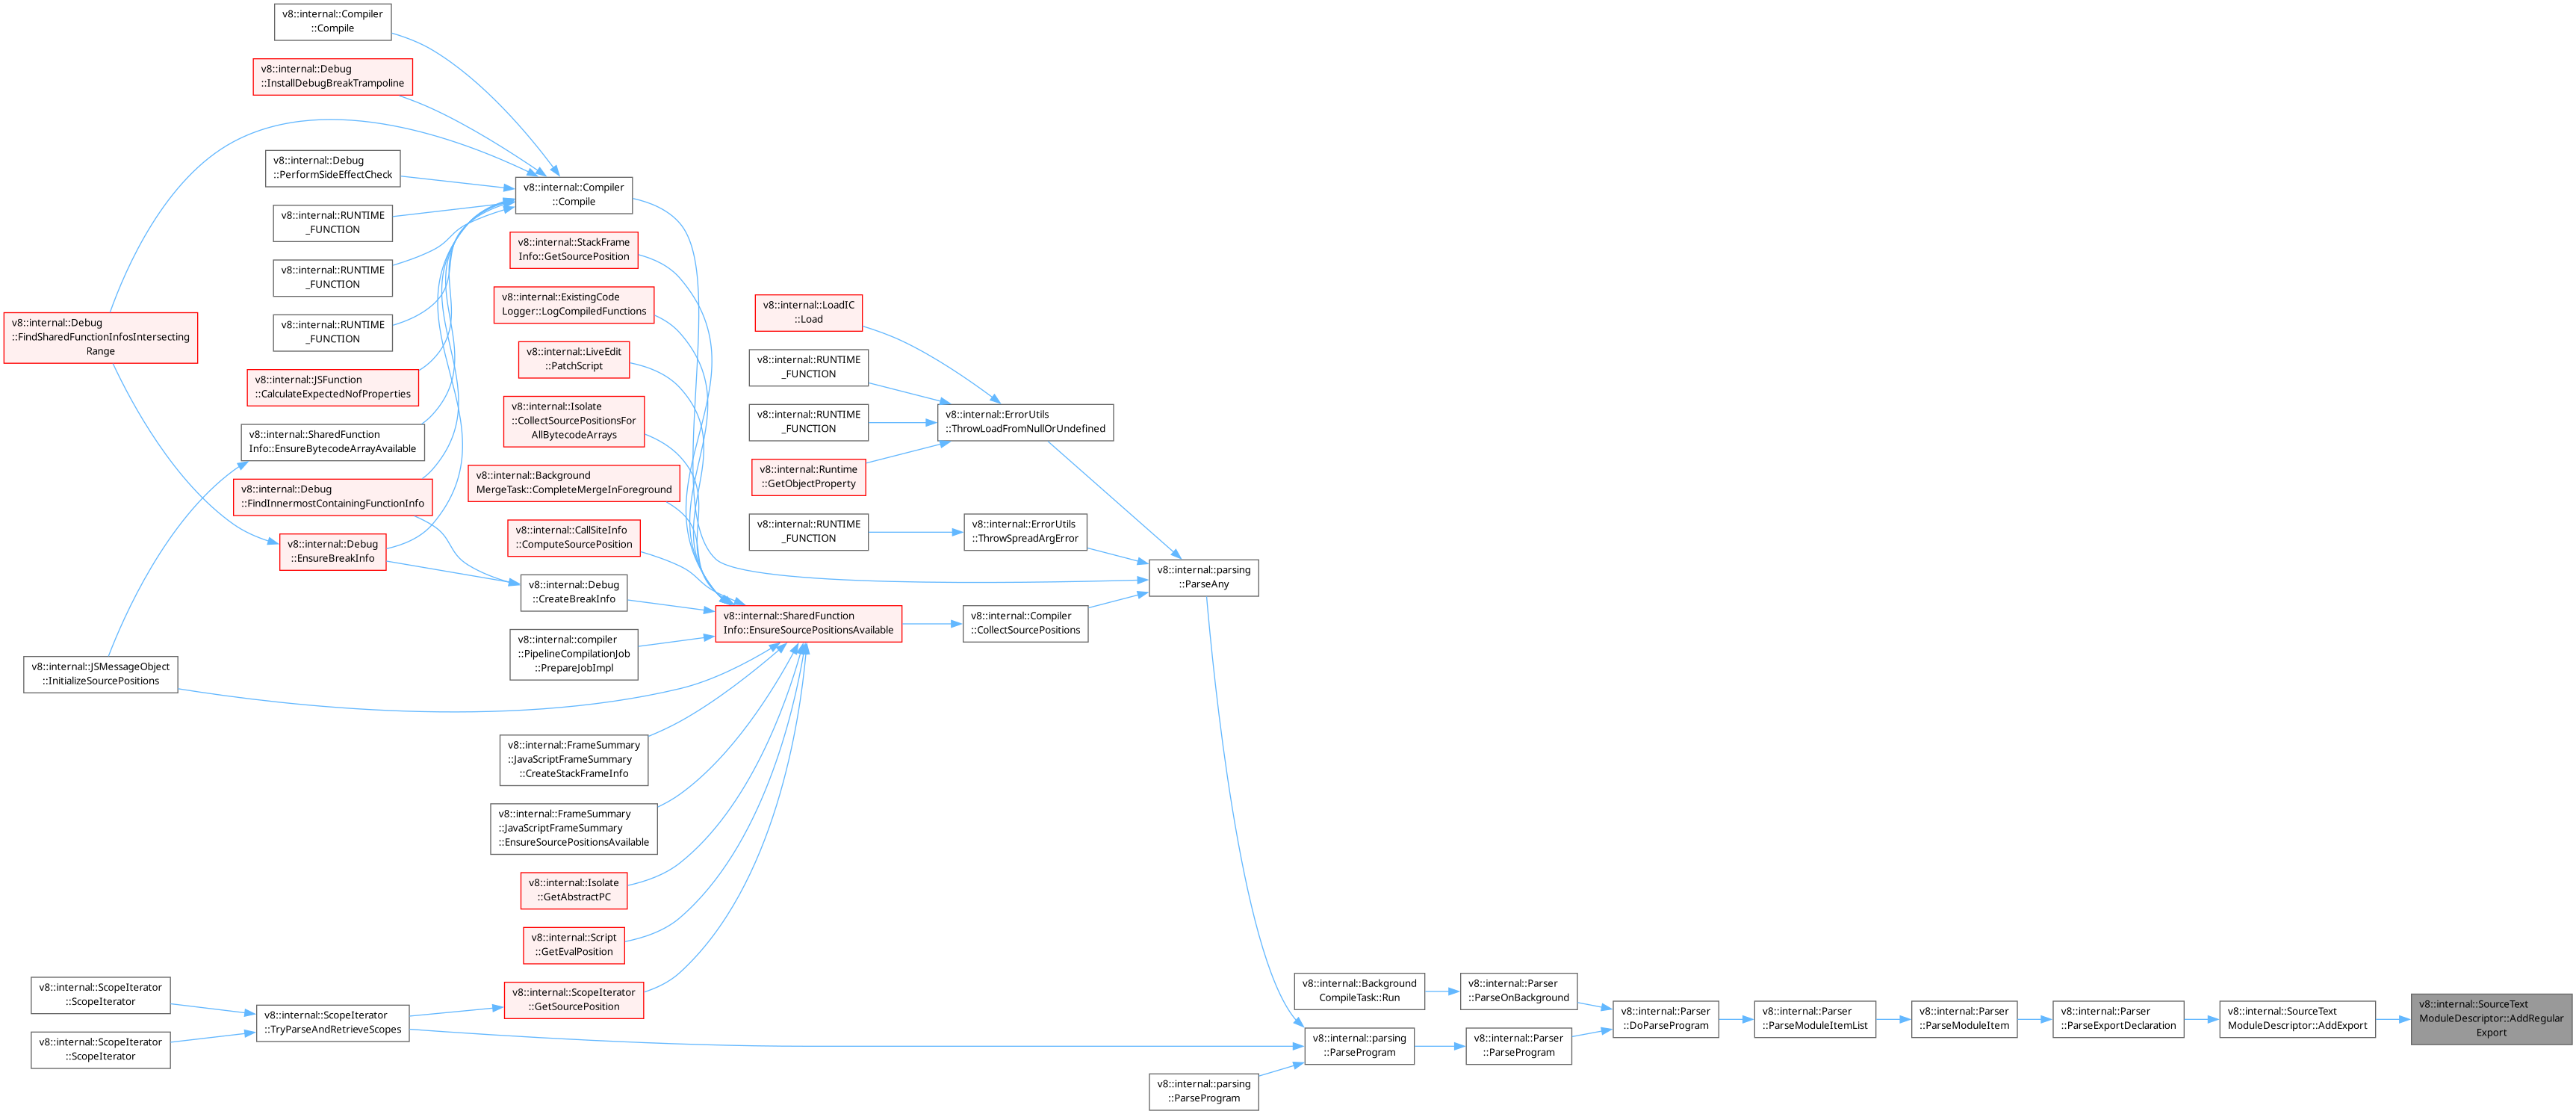 v8::internal::Compiler
::Compile
v8::internal::Debug
::InstallDebugBreakTrampoline
v8::internal::Debug
::PerformSideEffectCheck
v8::internal::RUNTIME
_FUNCTION
v8::internal::RUNTIME
_FUNCTION
v8::internal::RUNTIME
_FUNCTION
v8::internal::Debug
::FindSharedFunctionInfosIntersecting
Range
v8::internal::JSFunction
::CalculateExpectedNofProperties
v8::internal::SharedFunction
Info::EnsureBytecodeArrayAvailable
v8::internal::Debug
::FindInnermostContainingFunctionInfo
v8::internal::Debug
::EnsureBreakInfo
v8::internal::JSMessageObject
::InitializeSourcePositions
v8::internal::ScopeIterator
::ScopeIterator
v8::internal::ScopeIterator
::ScopeIterator
v8::internal::ScopeIterator
::TryParseAndRetrieveScopes
v8::internal::Compiler
::Compile
v8::internal::StackFrame
Info::GetSourcePosition
v8::internal::ExistingCode
Logger::LogCompiledFunctions
v8::internal::LiveEdit
::PatchScript
v8::internal::Isolate
::CollectSourcePositionsFor
AllBytecodeArrays
v8::internal::Background
MergeTask::CompleteMergeInForeground
v8::internal::CallSiteInfo
::ComputeSourcePosition
v8::internal::Debug
::CreateBreakInfo
v8::internal::compiler
::PipelineCompilationJob
::PrepareJobImpl
v8::internal::FrameSummary
::JavaScriptFrameSummary
::CreateStackFrameInfo
v8::internal::FrameSummary
::JavaScriptFrameSummary
::EnsureSourcePositionsAvailable
v8::internal::Isolate
::GetAbstractPC
v8::internal::Script
::GetEvalPosition
v8::internal::ScopeIterator
::GetSourcePosition
v8::internal::SharedFunction
Info::EnsureSourcePositionsAvailable
v8::internal::LoadIC
::Load
v8::internal::RUNTIME
_FUNCTION
v8::internal::RUNTIME
_FUNCTION
v8::internal::Runtime
::GetObjectProperty
v8::internal::RUNTIME
_FUNCTION
v8::internal::ErrorUtils
::ThrowLoadFromNullOrUndefined
v8::internal::ErrorUtils
::ThrowSpreadArgError
v8::internal::Compiler
::CollectSourcePositions
v8::internal::parsing
::ParseAny
v8::internal::parsing
::ParseProgram
v8::internal::Background
CompileTask::Run
v8::internal::parsing
::ParseProgram
v8::internal::Parser
::ParseOnBackground
v8::internal::Parser
::ParseProgram
v8::internal::Parser
::DoParseProgram
v8::internal::Parser
::ParseModuleItemList
v8::internal::Parser
::ParseModuleItem
v8::internal::Parser
::ParseExportDeclaration
v8::internal::SourceText
ModuleDescriptor::AddExport
v8::internal::SourceText
ModuleDescriptor::AddRegular
Export